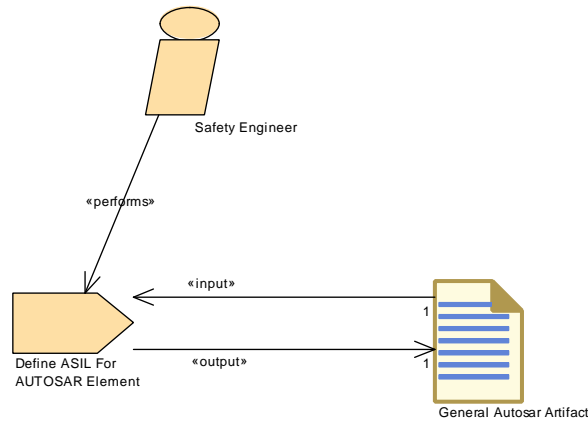 Safety Engineer
«performs»
«input»
1
«output»
1
Define ASIL For
AUTOSAR Element
General Autosar Artifact